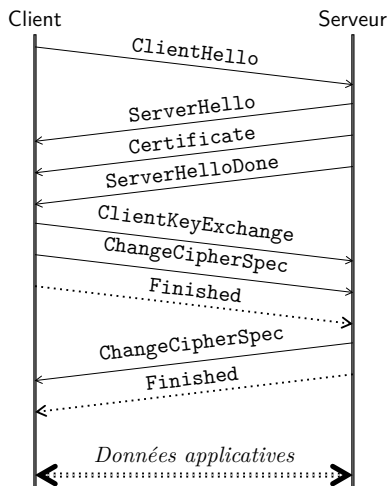 Client Serveur
ClientHello
ServerHello
Certificate
ServerHelloDone
ClientKeyExchange
ChangeCipherSpec
Finished
ChangeCipherSpec
Finished
Données applicatives